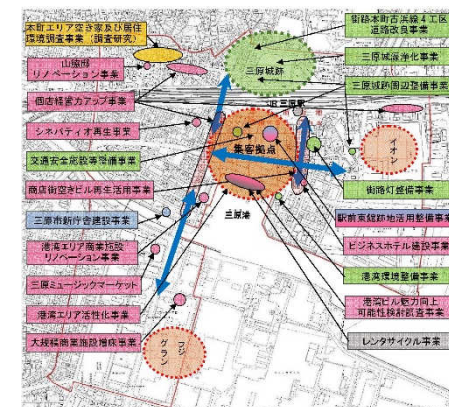 本町エリア空き家及び居住
環境調査事業（調査研究）
山脇邸
リノベーション事業
個店経営力アップ事業
シネパティオ再生事業
交通安全施設等整備事業
商店街空きビル再生活用事業
三原市新庁舎建設事業
港湾エリア商業施設
リノベーション事業
三原ミュージックマーケット
港湾エリア活性化事業
大規模商業施設増床事業
街路本町古浜線4工区
道路改良事業
三原城濠浄化事業
三原城跡周辺整備事業
街路灯整備事業
駅前東館跡地活用整備事業
ビジネスホテル建設事業
港湾環境整備事業
港湾ビル魅力向上
可能性検討調査事業
レンタサイクル事業
三原城跡
JR 三原駅
集客拠点
三原港
イオン
フジ
グラン